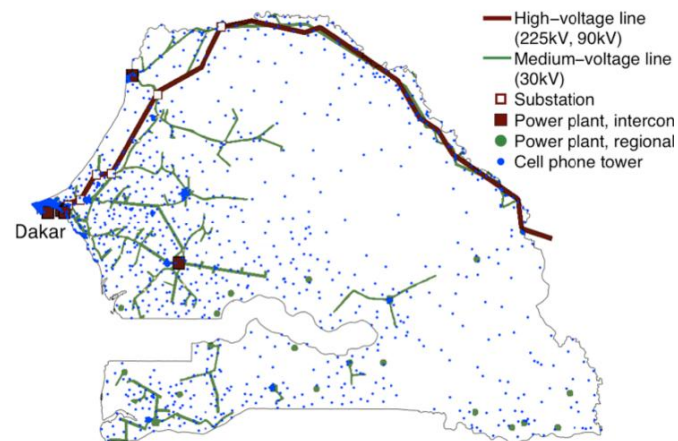 High-voltage line
(225kV, 90kV)
Medium-voltage line
(30kV)
Substation
Power plant, intercon
Power plant, regional
Cell phone tower
Dakar